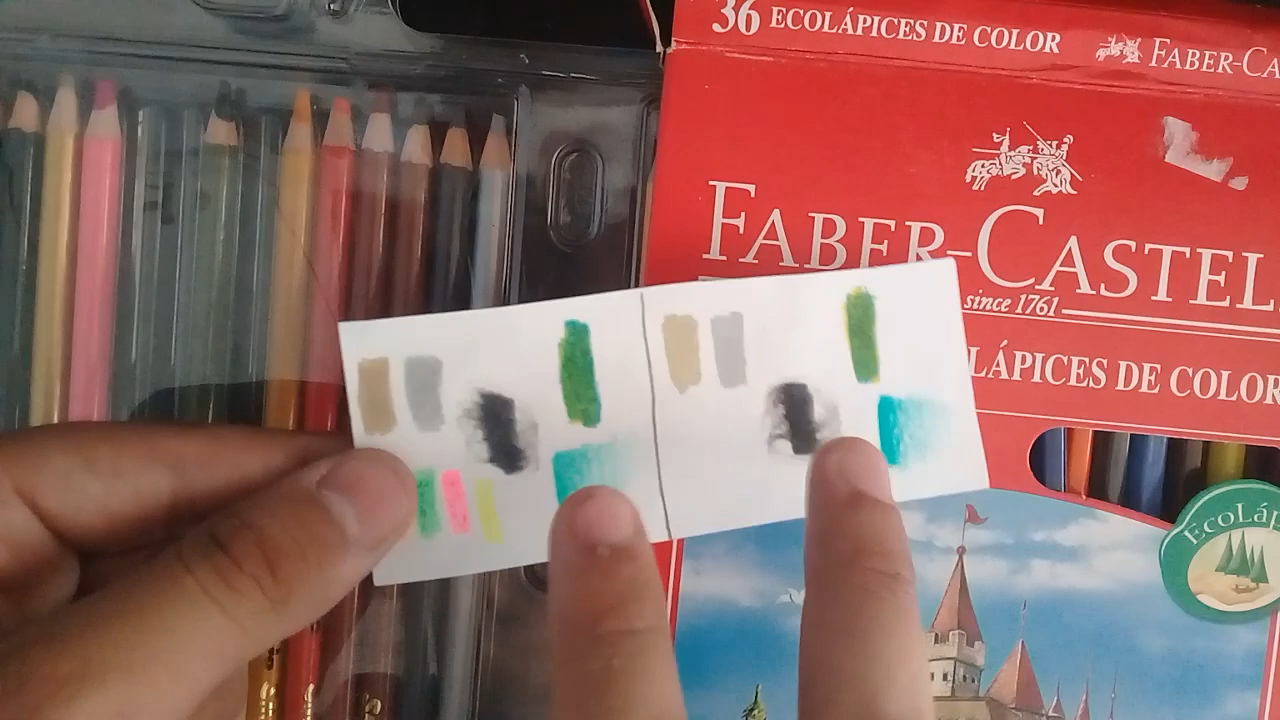 36 ECOLÁPICES DE COLOR
FABER-CA
FABER-CASTEL
since 1761
LÁPICES DE COLOR
ECOLÁP